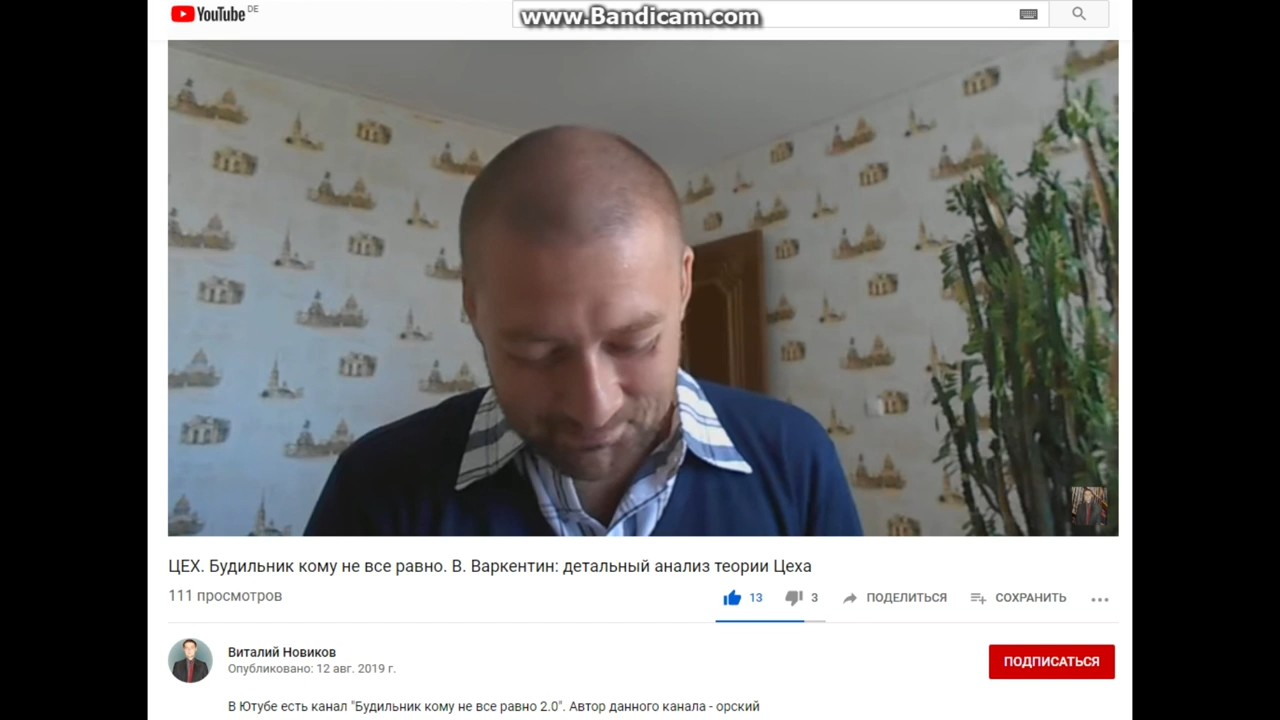 YouTube DE
www.Bandicam.com
ЦЕХ. Будильник кому не все равно. В. Варкентин: детальный анализ теории Цеха
111 просмотров
13 3 ПОДЕЛИТЬСЯ СОХРАНИТЬ
Виталий Новиков
Опубликовано: 12 авг. 2019 г.
ПОДПИСАТЬСЯ
В Ютубе есть канал "Будильник кому не все равно 2.0". Автор данного канала - орский